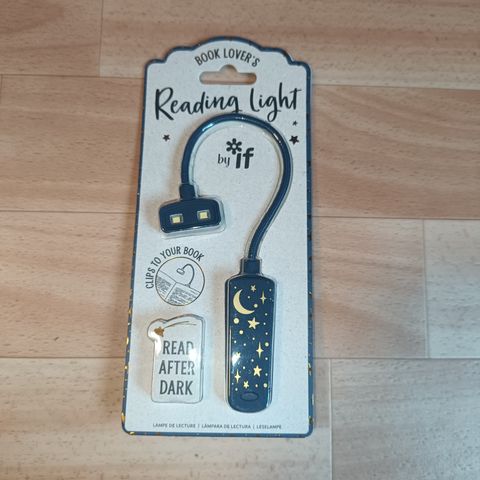 BOOK LOVER'S
Reading Light
by if
CLIPS TO YOUR BOOK
READ
AFTER
DARK
LAMPE DE LECTURE | LÁMPARA DE LECTURA | LESELAMPE